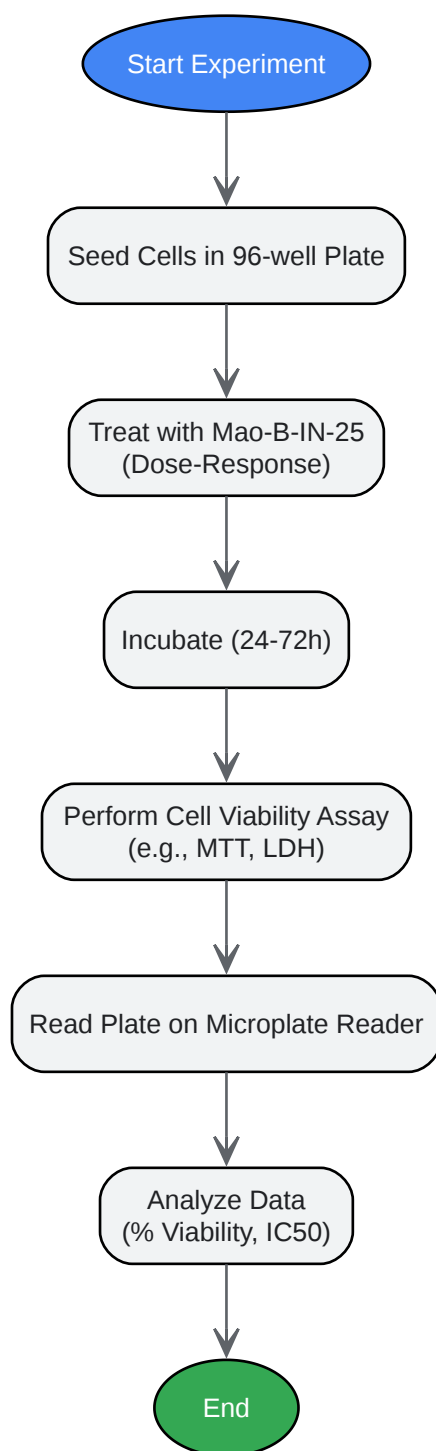 Start Experiment
Seed Cells in 96-well Plate
Treat with Mao-B-IN-25
(Dose-Response)
Incubate (24-72h)
Perform Cell Viability Assay
(e.g., MTT, LDH)
Read Plate on Microplate Reader
Analyze Data
(% Viability, IC50)
End